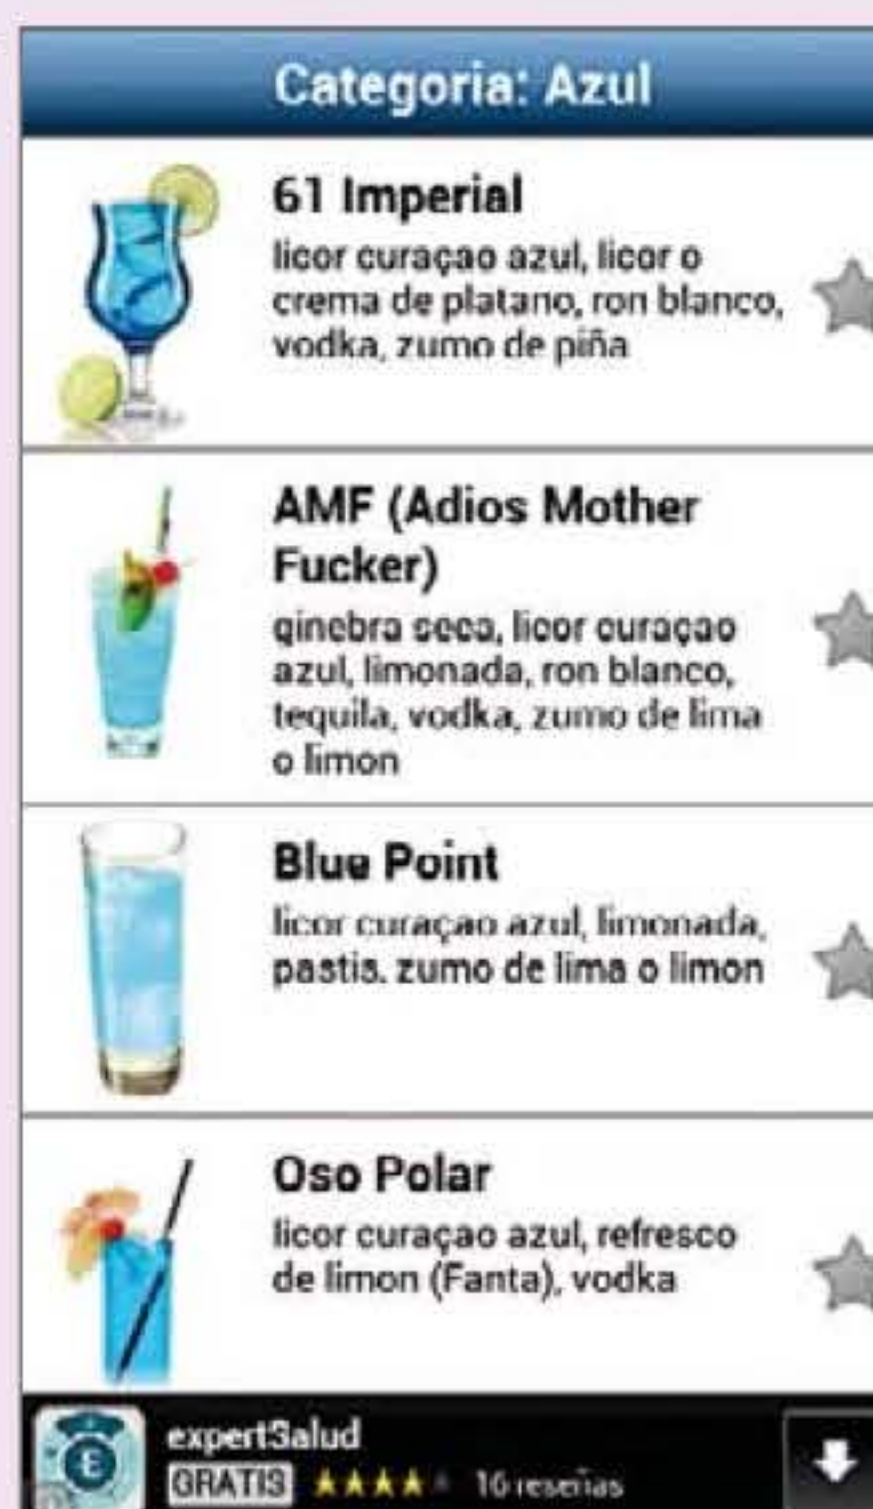 Categoria: Azul
61 Imperial
licor curaçao azul, licor o
crema de platano, ron blanco,
vodka, zumo de piña
AMF (Adios Mother
Fucker)
ginebra seca, licor curaçao
azul, limonada, ron blanco,
tequila, vodka, zumo de lima
o limon
Blue Point
licor curaçao azul, limonada,
pastis, zumo de lima o limon
Oso Polar
licor curaçao azul, refresco
de limon (Fanta), vodka
expertSalud
GRATIS 16 reseñas